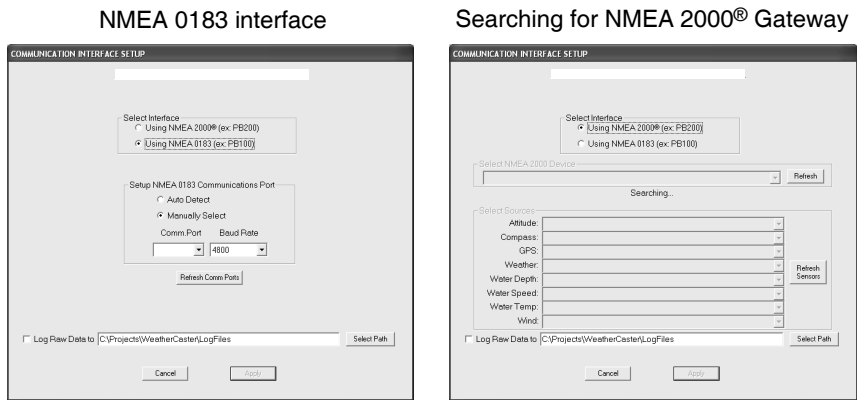 NMEA 0183 interface
COMMUNICATION INTERFACE SETUP
Select Interface
Using NMEA 2000® (ex: PB200)
Using NMEA 0183 (ex: PB100)
Setup NMEA 0183 Communications Port
Auto Detect
Manually Select
Comm.Port Baud Rate
4800
Refresh Comm Ports
Log Raw Data to C:\Projects\WeatherCaster\LogFiles Select Path
Cancel Apply
Searching for NMEA 2000® Gateway
COMMUNICATION INTERFACE SETUP
Select Interface
Using NMEA 2000® (ex: PB200)
Using NMEA 0183 (ex: PB100)
Select NMEA 2000 Device
Refresh
Searching...
Select Sources
Attitude:
Compass:
GPS:
Weather:
Refresh Sensors
Water Depth:
Water Speed:
Water Temp:
Wind:
Log Raw Data to C:\Projects\WeatherCaster\LogFiles Select Path
Cancel Apply